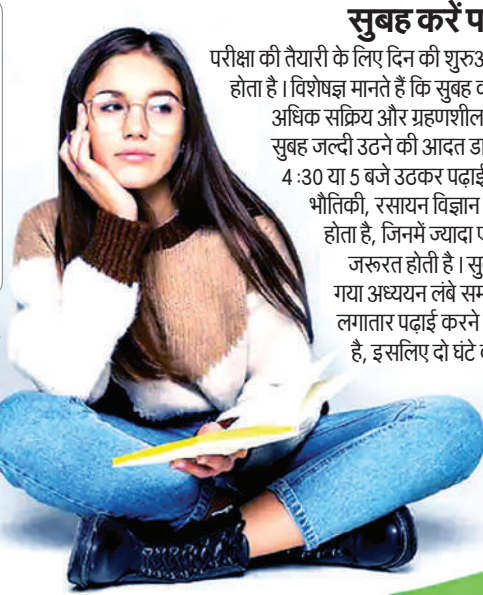 सुबह करें प
परीक्षा की तैयारी के लिए दिन की शुरुअ
होता है। विशेषज्ञ मानते हैं कि सुबह व
अधिक सक्रिय और ग्रहणशील
सुबह जल्दी उठने की आदत डा
4:30 या 5 बजे उठकर पढ़ाई
भौतिकी, रसायन विज्ञान
होता है, जिनमें ज्यादा ए
जरूरत होती है। सु
गया अध्ययन लंबे सम
लगातार पढ़ाई करने
है, इसलिए दो घंटे व